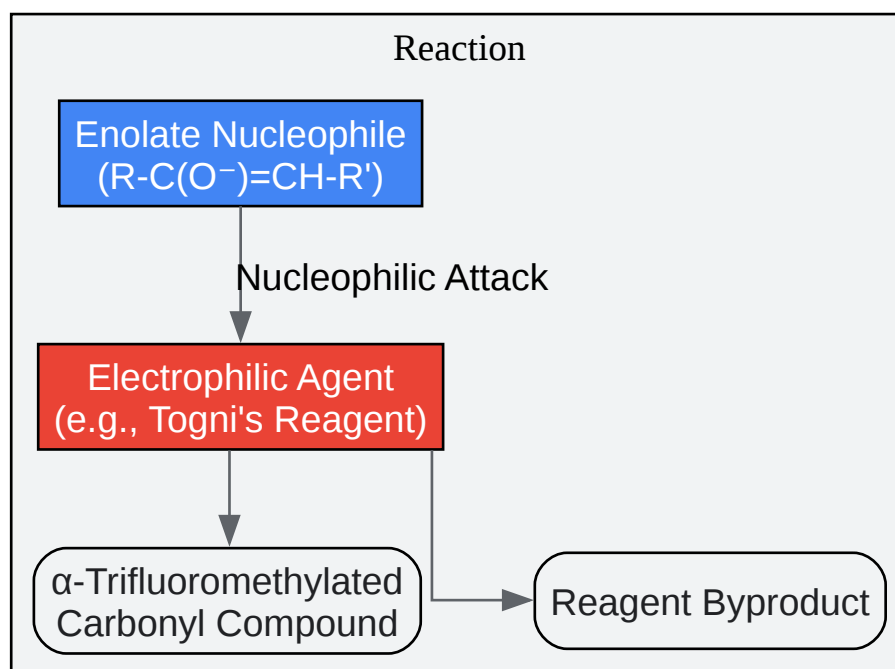 Reaction
Enolate Nucleophile
(R-C(O⁻)=CH-R')
Nucleophilic Attack
Electrophilic Agent
(e.g., Togni's Reagent)
α-Trifluoromethylated
Carbonyl Compound
Reagent Byproduct